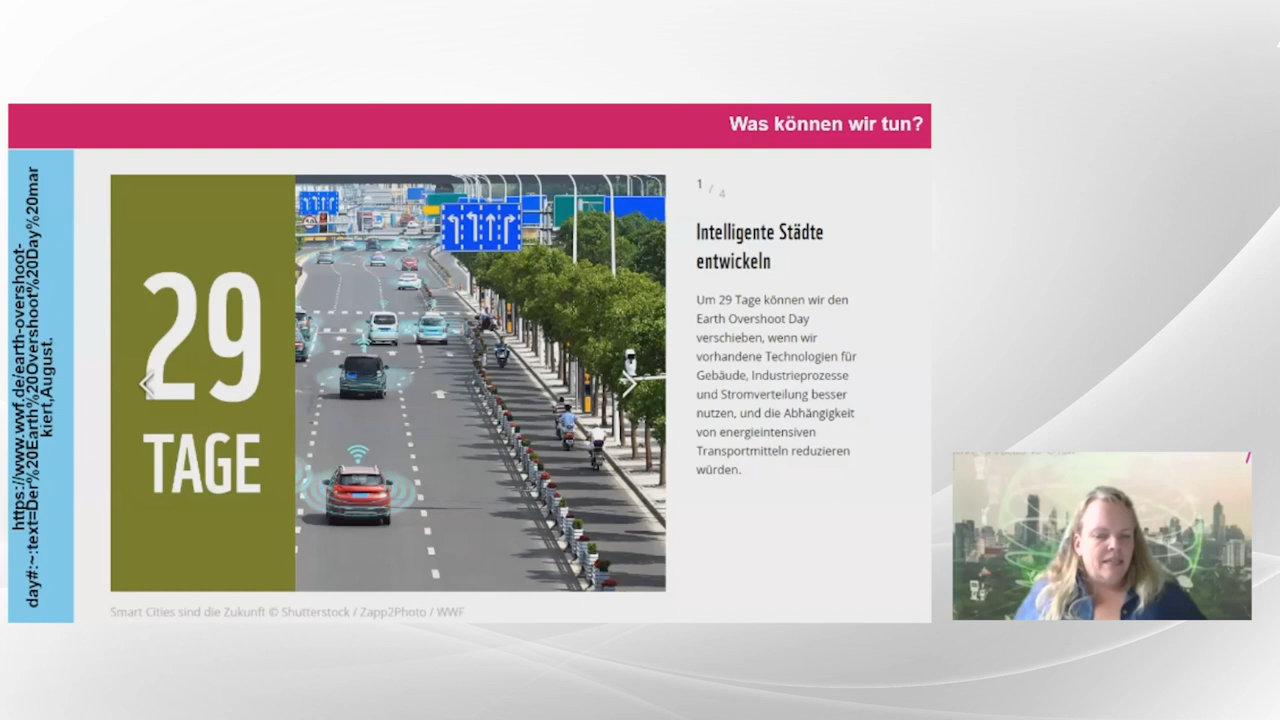 Was können wir tun?
https://www.wwf.de/earth-overshoot-
day#:~:text=Der%20Earth%20Overshoot%20Day%20mar
kiert,August.
29
TAGE
1 / 4
Intelligente Städte
entwickeln
Um 29 Tage können wir den
Earth Overshoot Day
verschieben, wenn wir
vorhandene Technologien für
Gebäude, Industrieprozesse
und Stromverteilung besser
nutzen, und die Abhängigkeit
von energieintensiven
Transportmitteln reduzieren
würden.
Smart Cities sind die Zukunft © Shutterstock / Zapp2Photo / WWF